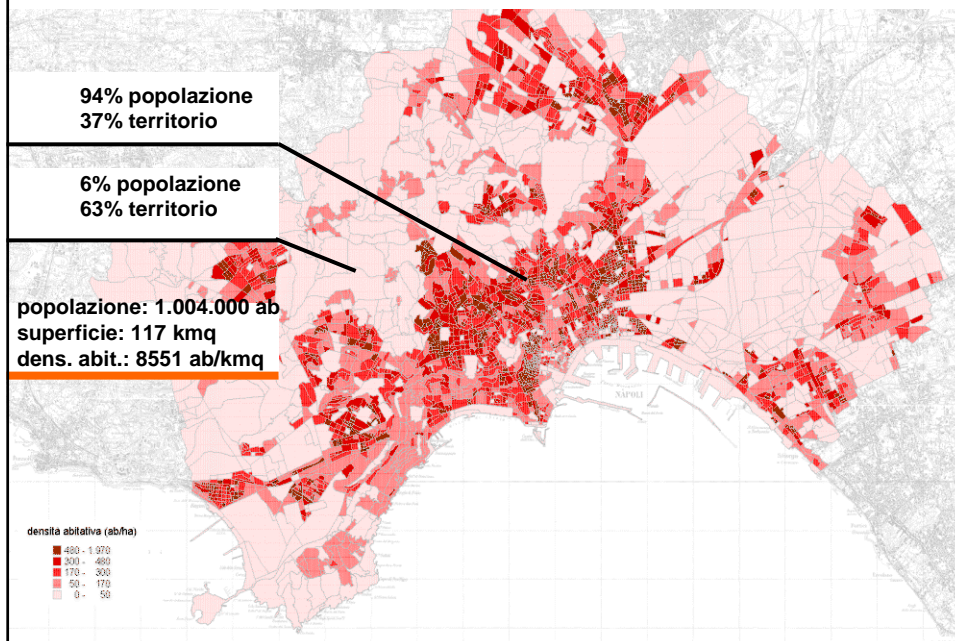 94% popolazione
37% territorio
6% popolazione
63% territorio
popolazione: 1.004.000 ab
superficie: 117 kmq
dens. abit.: 8551 ab/kmq
NAPOLI
densità abitativa (ab/ha)
480 - 1.970
300 - 480
170 - 300
50 - 170
0 - 50